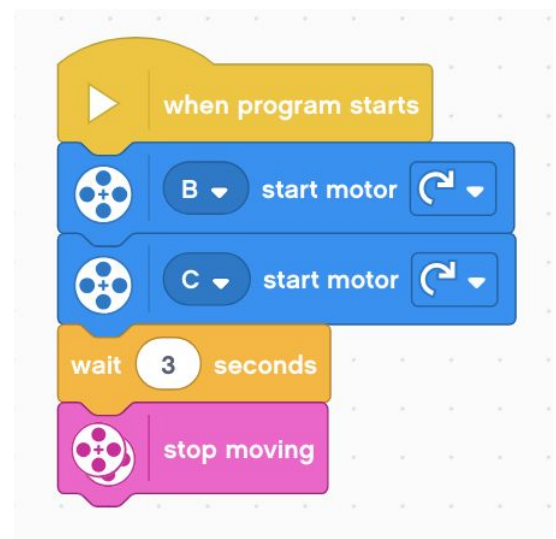 when program starts
B start motor
C start motor
wait 3 seconds
stop moving